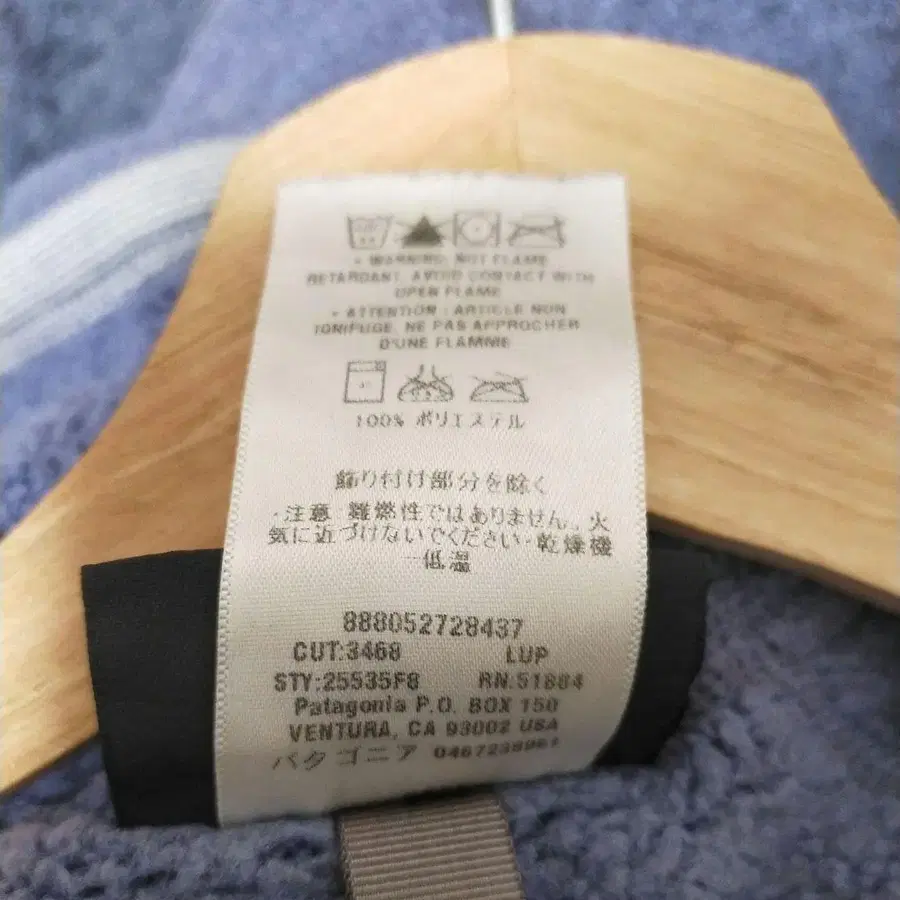 • WARNING: NOT FLAME
RETARDANT. AVOID CONTACT WITH
OPEN FLAME
• ATTENTION : ARTICLE NON
IGNIFUGE. NE PAS APPROCHER
D'UNE FLAMME
100% ポリエステル
飾り付け部分を除く
・注意 難燃性ではありません。火
気に近づけないでください・乾燥機
—低温
888052728437
CUT:3468 LUP
STY:25535F8 RN.51884
Patagonia P.O. BOX 150
VENTURA, CA 93002 USA
パタゴニア 0467238961